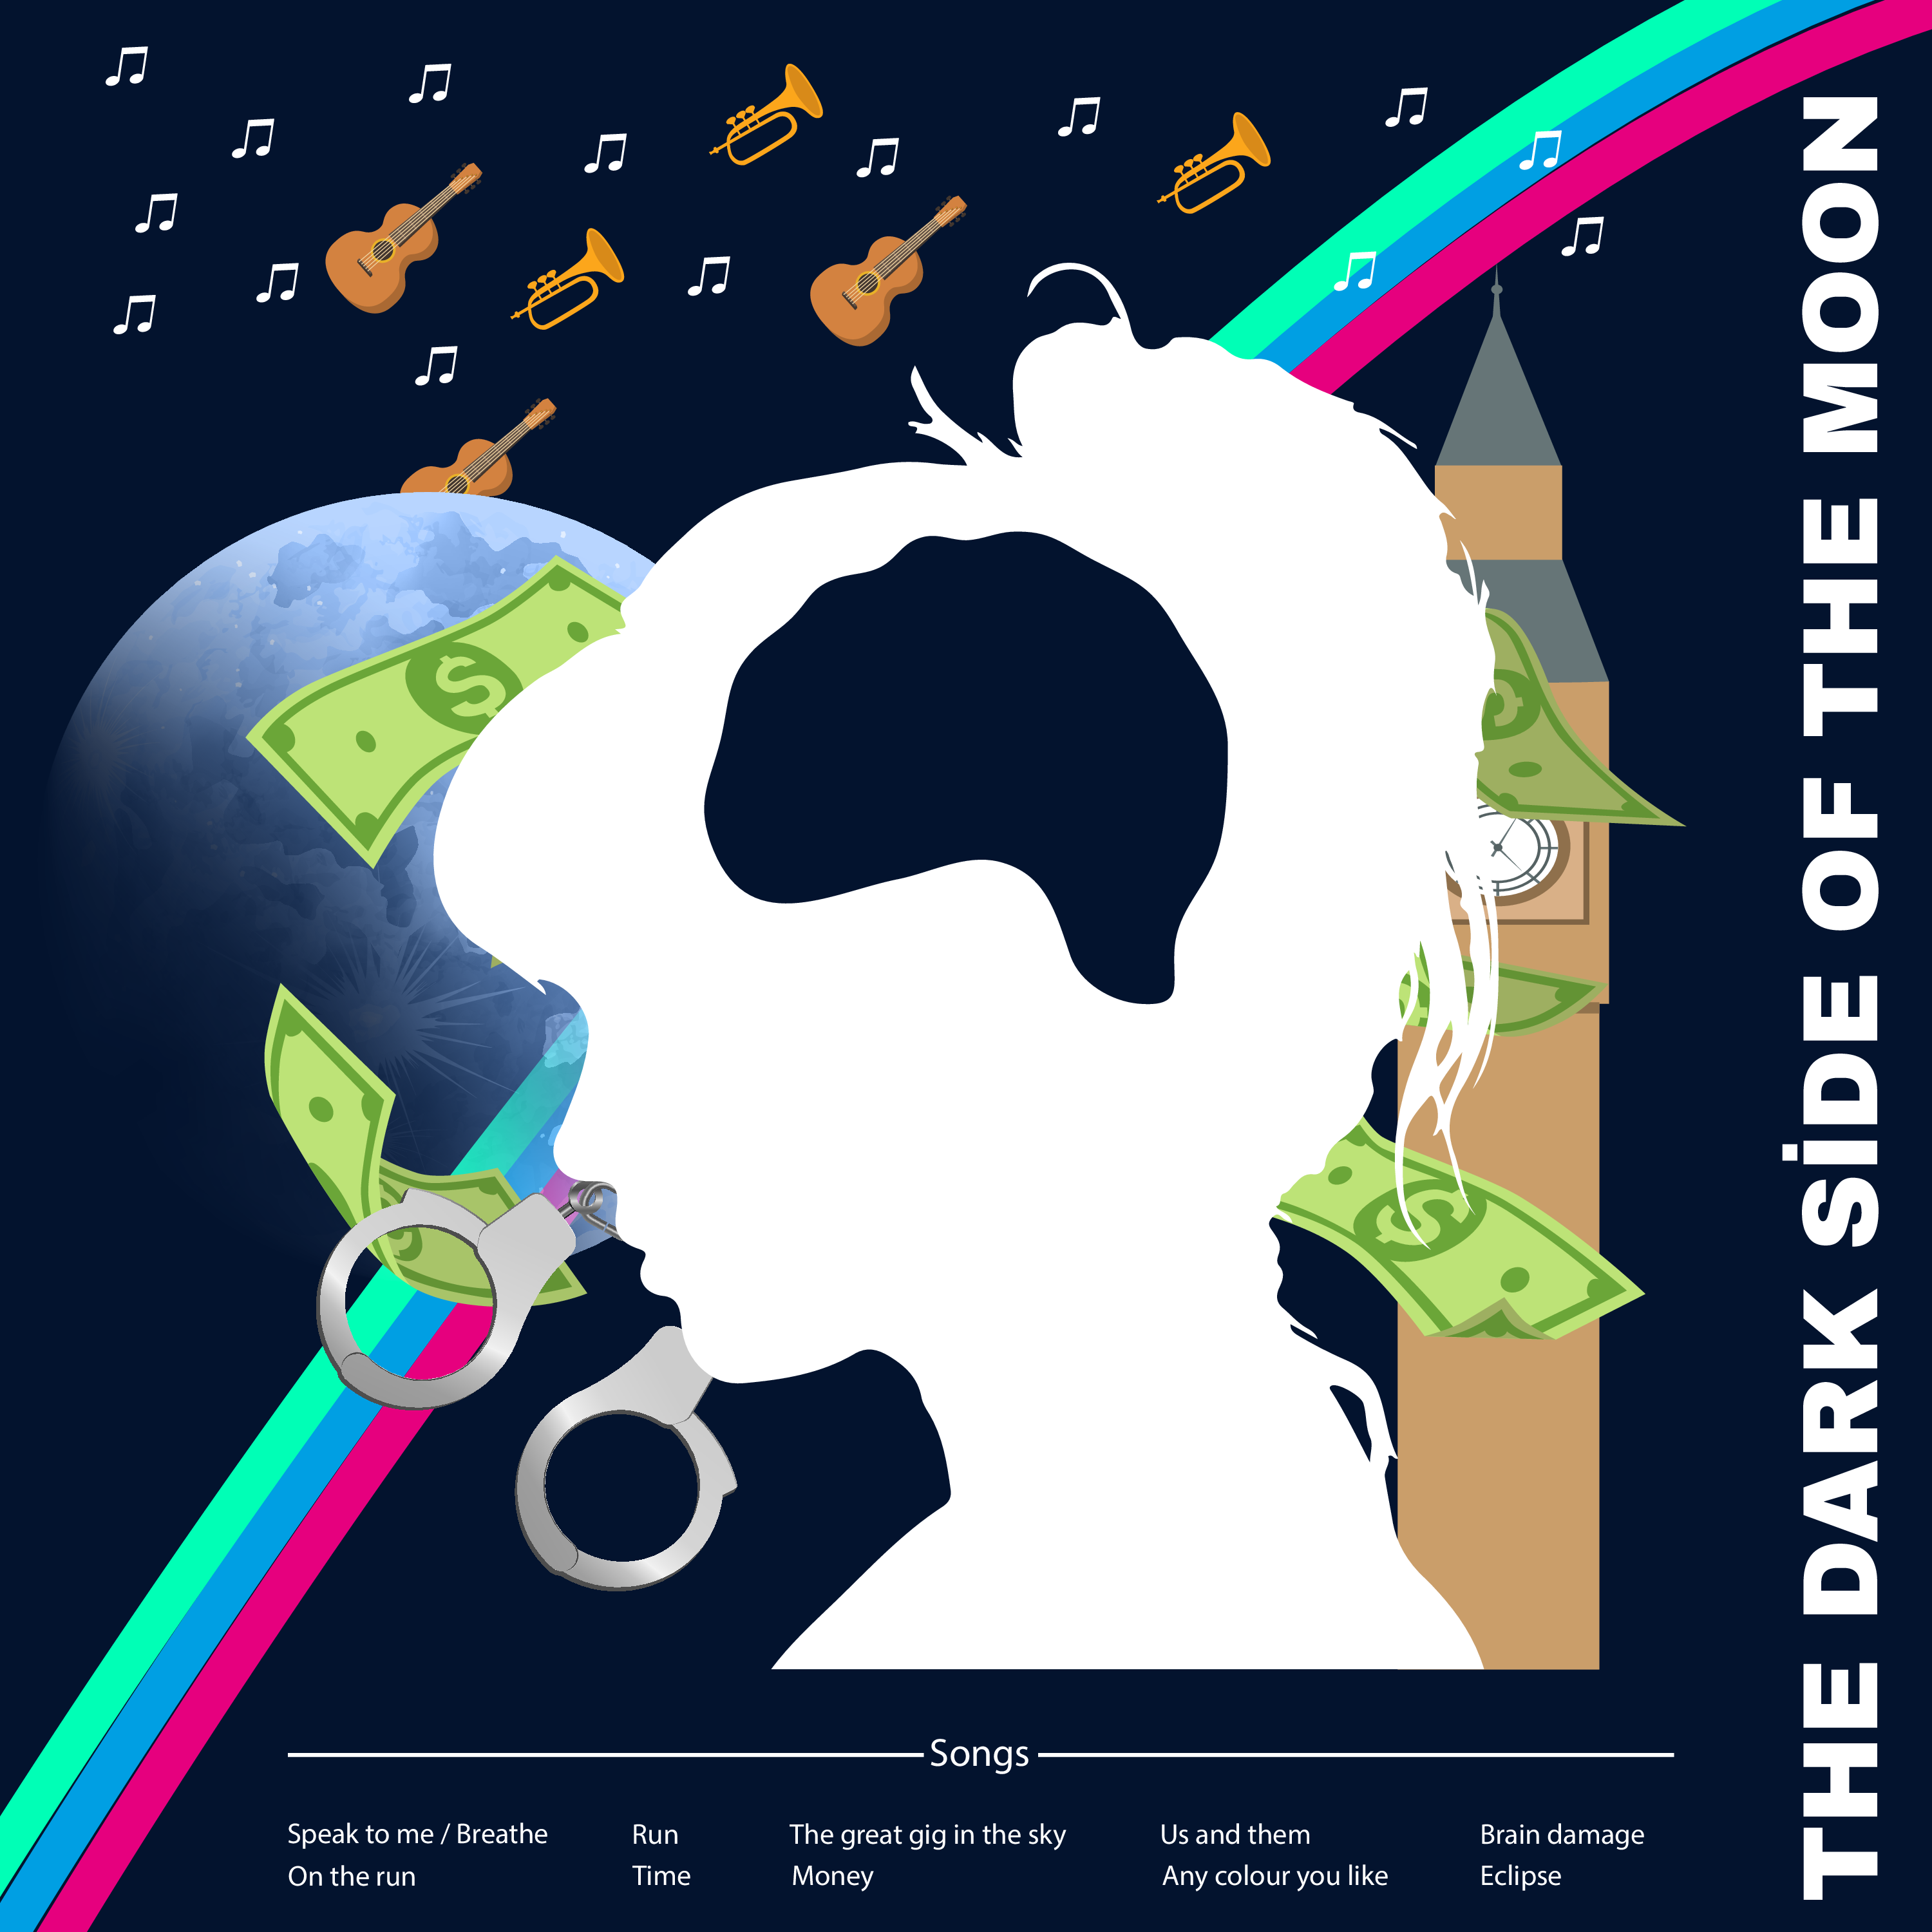 THE DARK SİDE OF THE MOON
Songs
Speak to me / Breathe
On the run
Run
Time
The great gig in the sky
Money
Us and them
Any colour you like
Brain damage
Eclipse